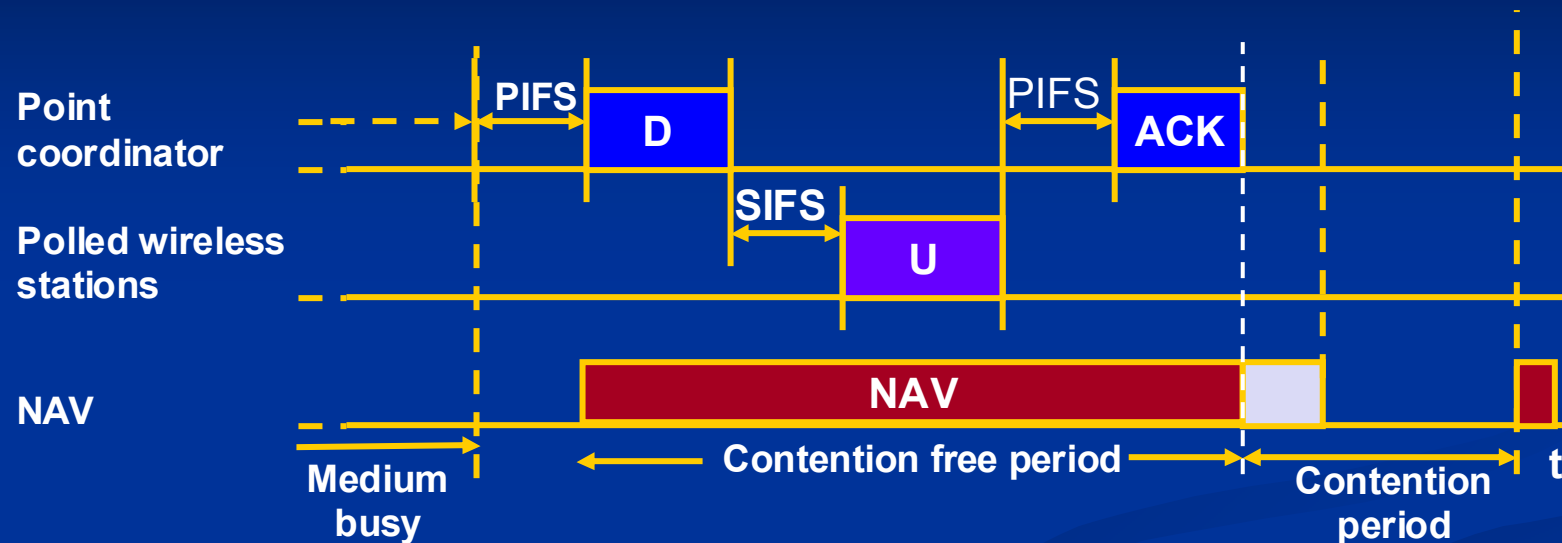 Point
coordinator
PIFS
D
PIFS
ACK
Polled wireless
stations
SIFS
U
NAV
NAV
Medium
busy
Contention free period
Contention
period
t